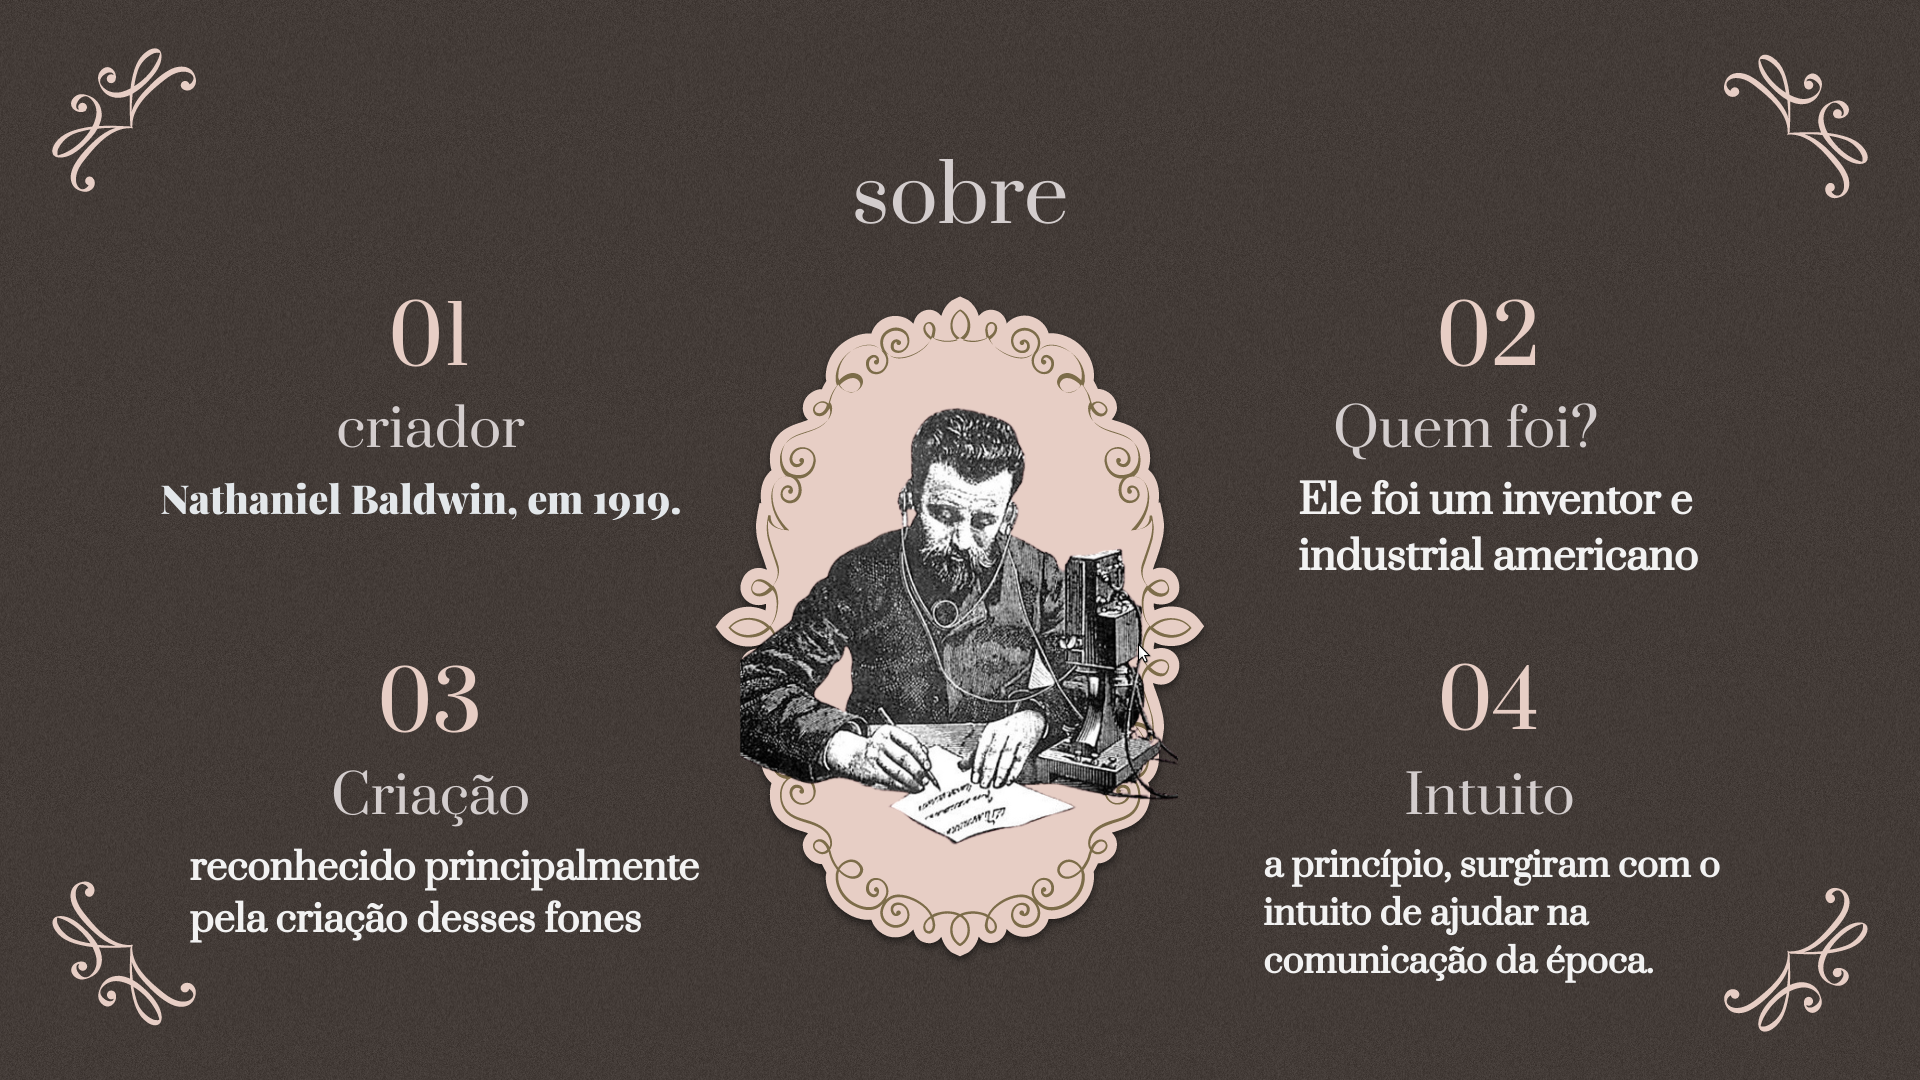 sobre
01
criador
Nathaniel Baldwin, em 1919.
02
Quem foi?
Ele foi um inventor e
industrial americano
03
Criação
reconhecido principalmente
pela criação desses fones
04
Intuito
a princípio, surgiram com o
intuito de ajudar na
comunicação da época.